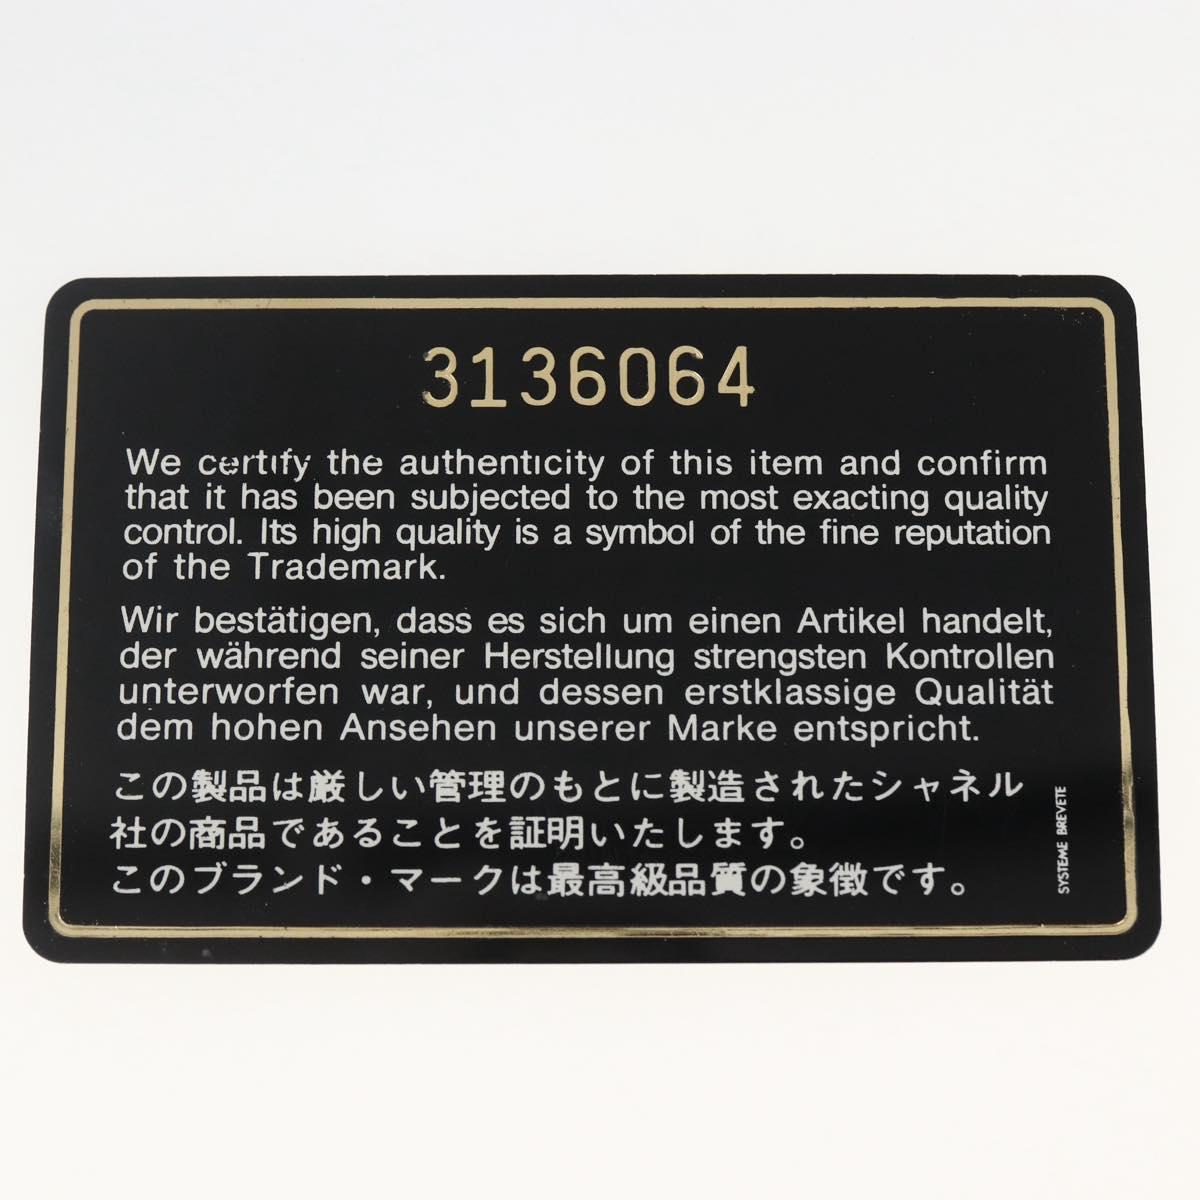 3136064
We certify the authenticity of this item and confirm
that it has been subjected to the most exacting quality
control. Its high quality is a symbol of the fine reputation
of the Trademark.
Wir bestätigen, dass es sich um einen Artikel handelt,
der während seiner Herstellung strengsten Kontrollen
unterworfen war, und dessen erstklassige Qualität
dem hohen Ansehen unserer Marke entspricht.
この製品は厳しい管理のもとに製造されたシャネル
社の商品であることを証明いたします。
このブランド・マークは最高級品質の象徴です。
SYSTEME BREVETE